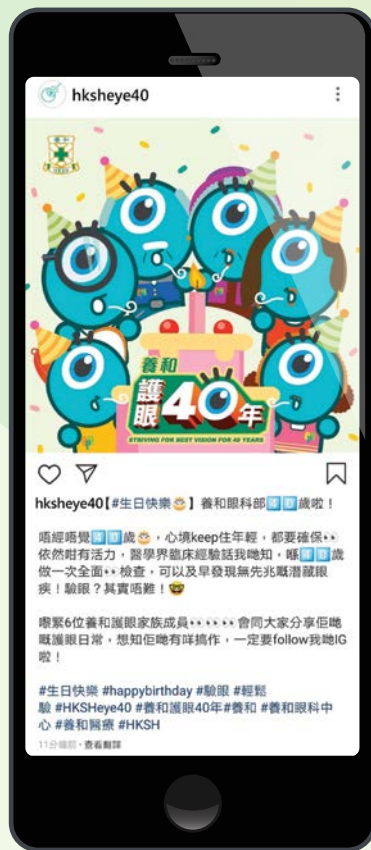 hksheye40
養和
護眼40年
STRIVING FOR BEST VISION FOR 40 YEARS
hksheye40【#生日快樂🎂】養和眼科部4️⃣0️⃣歲啦！
唔經唔覺4️⃣0️⃣歲🎂，心境keep住年輕，都要確保👀
依然咁有活力，醫學界臨床經驗話我哋知，喺4️⃣0️⃣歲
做一次全面👀檢查，可以及早發現無先兆嘅潛藏眼
疾！驗眼？其實唔難！🤓
嚟緊6位養和護眼家族成員👀👀👀會同大家分享佢哋
嘅護眼日常，想知佢哋有咩搞作，一定要follow我哋IG
啦！
#生日快樂 #happybirthday #驗眼 #輕鬆
驗 #HKSHeye40 #養和護眼40年#養和 #養和眼科中
心 #養和醫療 #HKSH
11分鐘前・查看翻譯